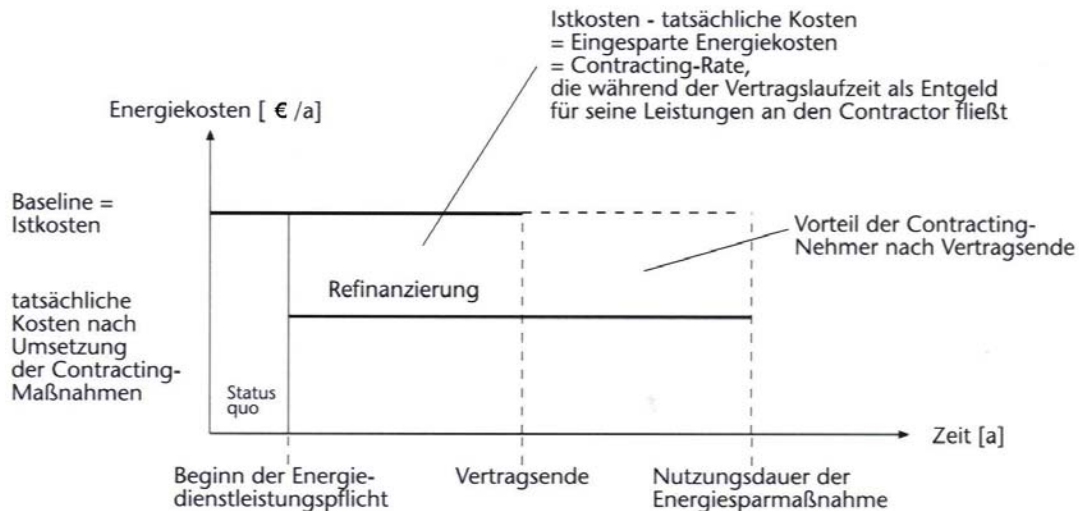 Istkosten - tatsächliche Kosten
= Eingesparte Energiekosten
= Contracting-Rate,
die während der Vertragslaufzeit als Entgeld
für seine Leistungen an den Contractor fließt
Energiekosten [ € /a]
Baseline =
Istkosten
Vorteil der Contracting-
Nehmer nach Vertragsende
Refinanzierung
tatsächliche
Kosten nach
Umsetzung
der Contracting-
Maßnahmen
Status
quo
Zeit [a]
Beginn der Energie-
dienstleistungspflicht
Vertragsende
Nutzungsdauer der
Energiesparmaßnahme